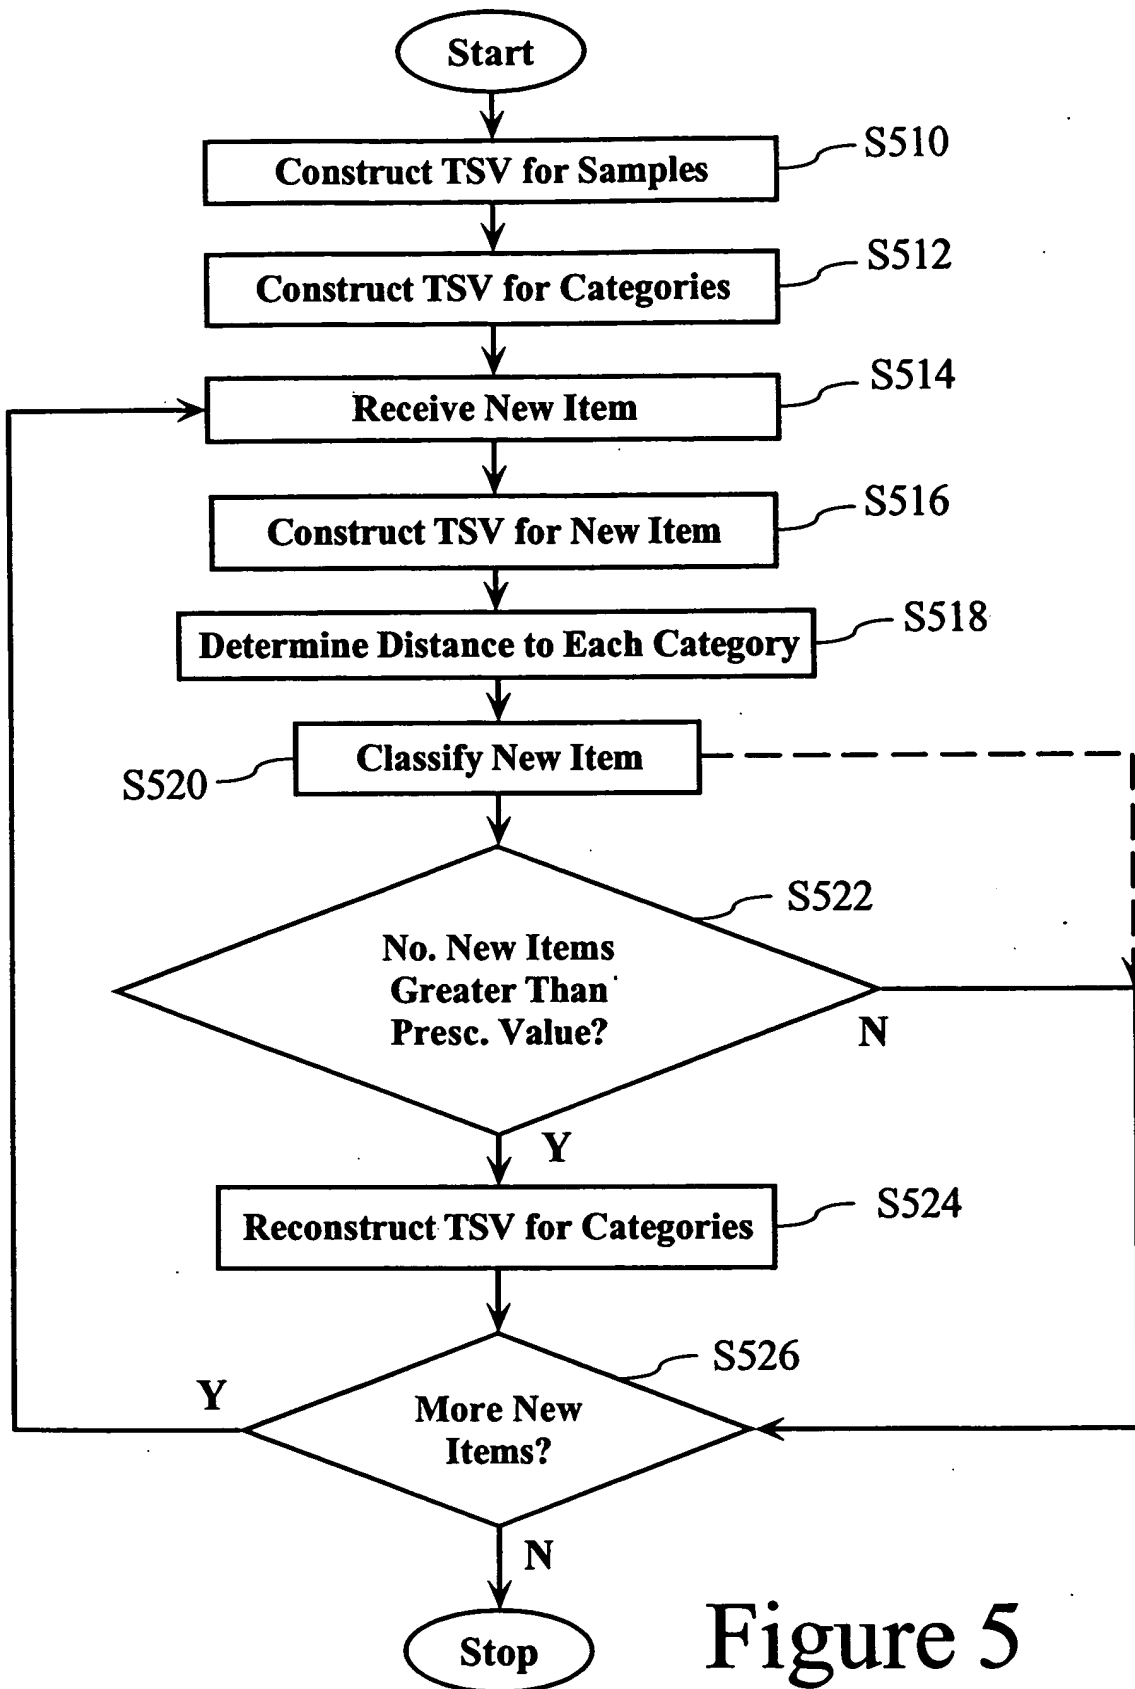 Start
Construct TSV for Samples
S510
Construct TSV for Categories
S512
Receive New Item
S514
Construct TSV for New Item
S516
Determine Distance to Each Category
S518
Classify New Item
S520
No. New Items
Greater Than
Presc. Value?
S522
N
Y
Reconstruct TSV for Categories
S524
More New
Items?
S526
Y
N
Stop
Figure 5